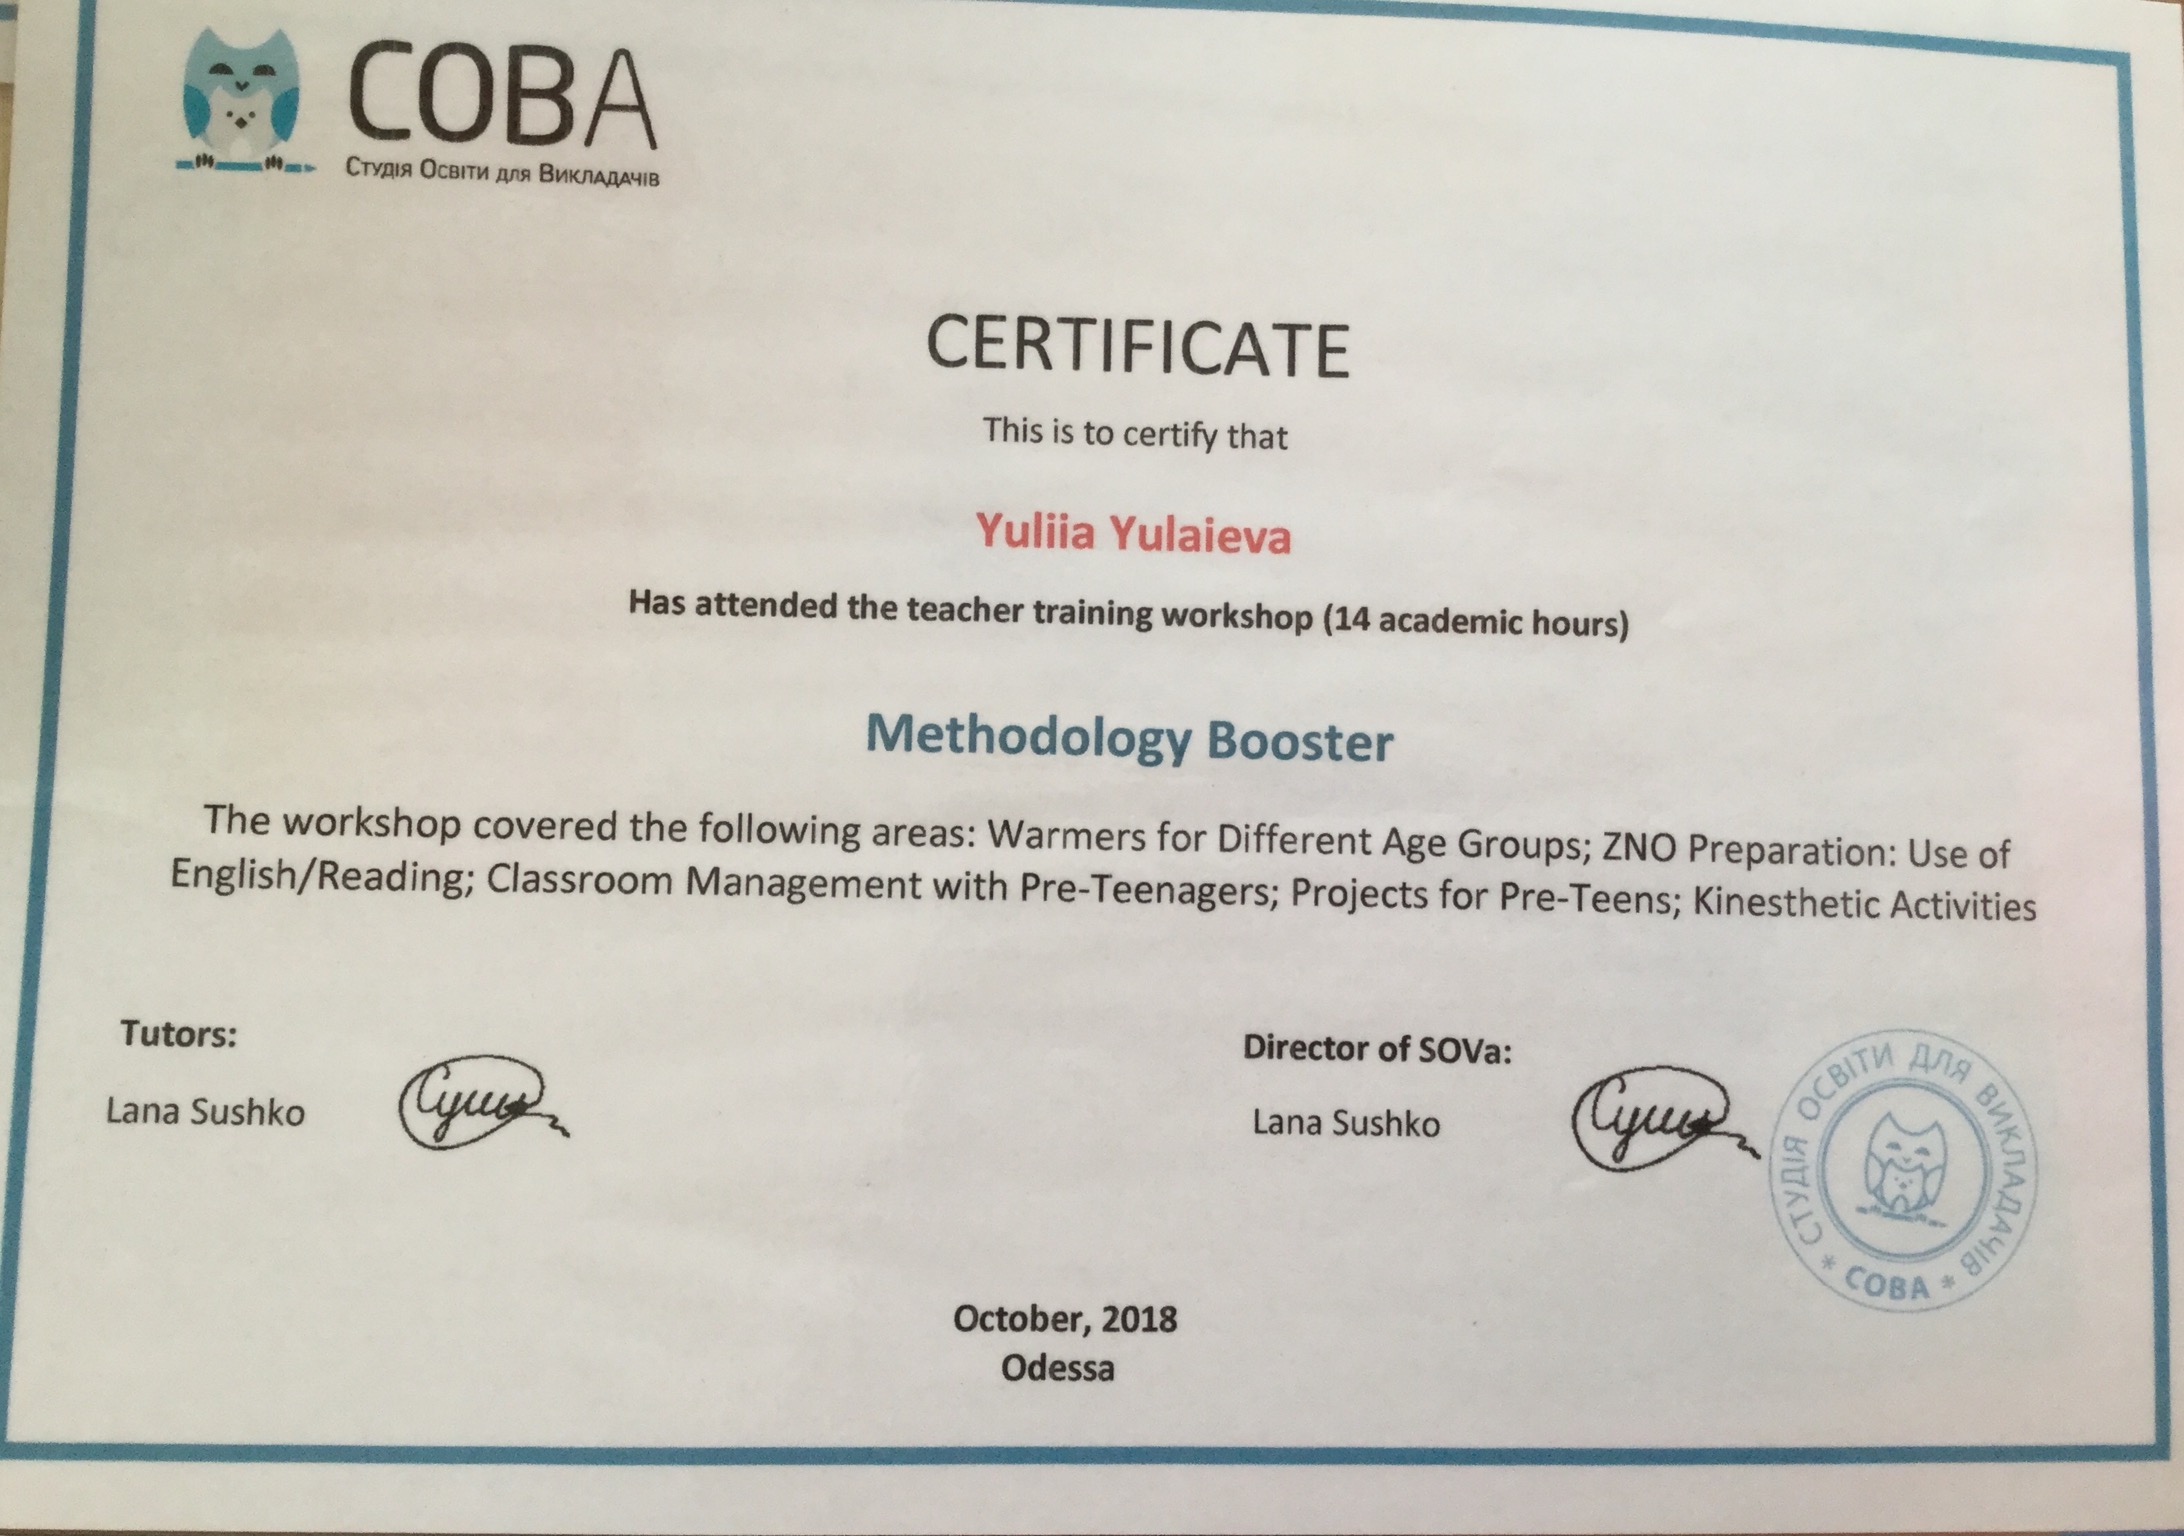 СОВА
Студія Освіти для Викладачів
CERTIFICATE
This is to certify that
Yuliia Yulaieva
Has attended the teacher training workshop (14 academic hours)
Methodology Booster
The workshop covered the following areas: Warmers for Different Age Groups; ZNO Preparation: Use of
English/Reading; Classroom Management with Pre-Teenagers; Projects for Pre-Teens; Kinesthetic Activities
Tutors:
Lana Sushko
Director of SOVa:
Lana Sushko
СТУДІЯ ОСВІТИ ДЛЯ ВИКЛАДАЧІВ
* СОВА *
October, 2018
Odessa